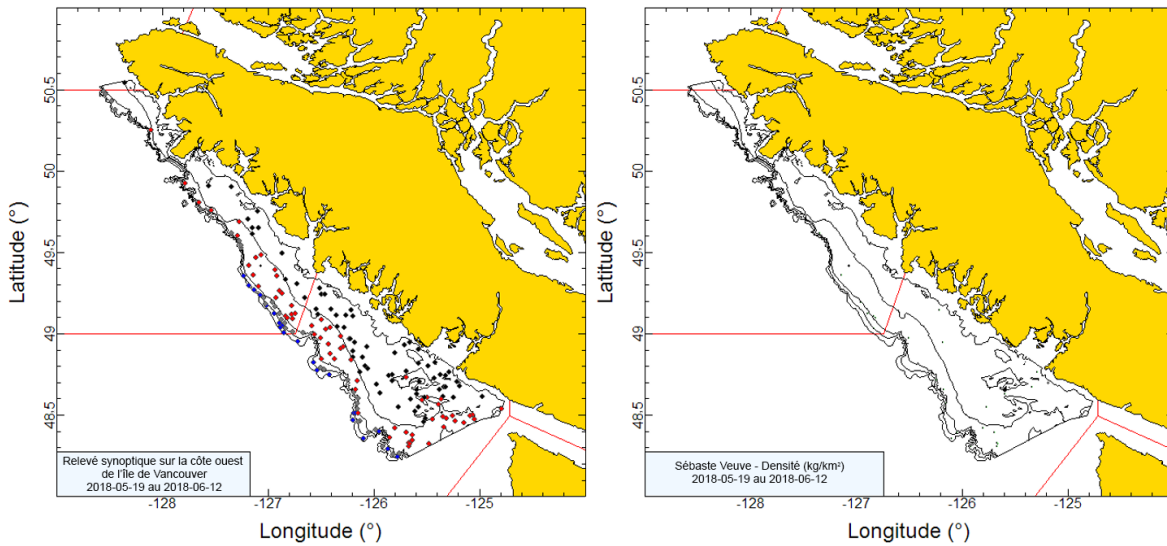 50.5
50
49.5
49
48.5
Latitude (°)
Relevé synoptique sur la côte ouest
de l'île de Vancouver
2018-05-19 au 2018-06-12
-128
-127
-126
-125
Longitude (°)
50.5
50
49.5
49
48.5
Latitude (°)
Sébaste Veuve - Densité (kg/km²)
2018-05-19 au 2018-06-12
-128
-127
-126
-125
Longitude (°)